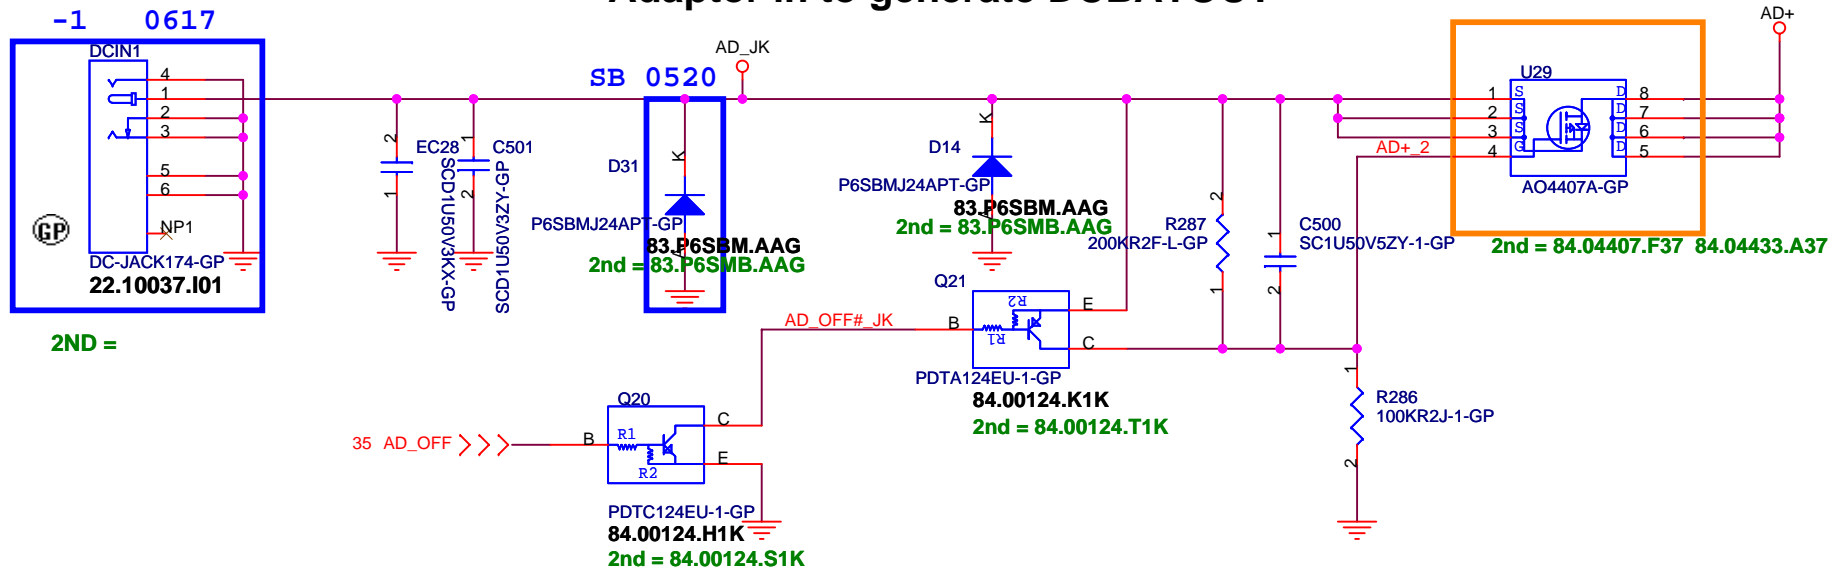 Adapter in to generate DCBATOUT
-1 0617
DCIN1
4
1
2
3
5
6
NP1
GP
DC-JACK174-GP
22.10037.I01
2ND =
SB 0520
AD_JK
2
EC28
SCD1U50V3KX-GP
1
1
C501
SCD1U50V3ZY-GP
2
K
D31
P6SBMJ24APT-GP
A
83.P6SBM.AAG
2nd = 83.P6SMB.AAG
K
D14
P6SBMJ24APT-GP
A
83.P6SBM.AAG
2nd = 83.P6SMB.AAG
2
R287
200KR2F-L-GP
1
1
C500
SC1U50V5ZY-1-GP
2
AD+
U29
1 S D 8
2 S D 7
3 S D 6
4 G D 5
AD+_2
AO4407A-GP
2nd = 84.04407.F37 84.04433.A37
Q21
R2
R1
B
E
C
AD_OFF#_JK
PDTA124EU-1-GP
84.00124.K1K
2nd = 84.00124.T1K
1
R286
100KR2J-1-GP
2
35 AD_OFF
Q20
B
R1
R2
C
E
PDTC124EU-1-GP
84.00124.H1K
2nd = 84.00124.S1K